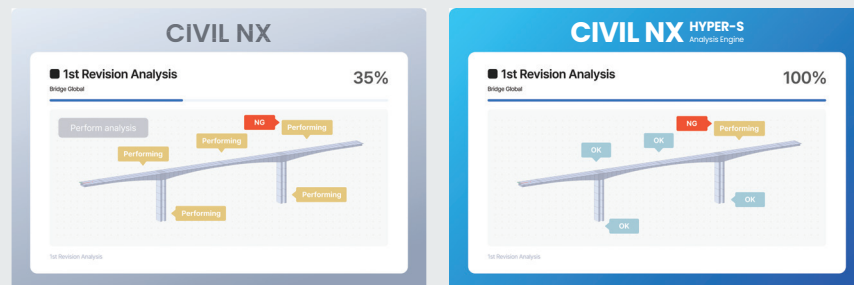 CIVIL NX
1st Revision Analysis
35%
Bridge Global
Perform analysis
NG
Performing
Performing
Performing
Performing
Performing
1st Revision Analysis
CIVIL NX HYPER-S
Analysis Engine
1st Revision Analysis
100%
Bridge Global
NG
Performing
OK
OK
OK
OK
1st Revision Analysis